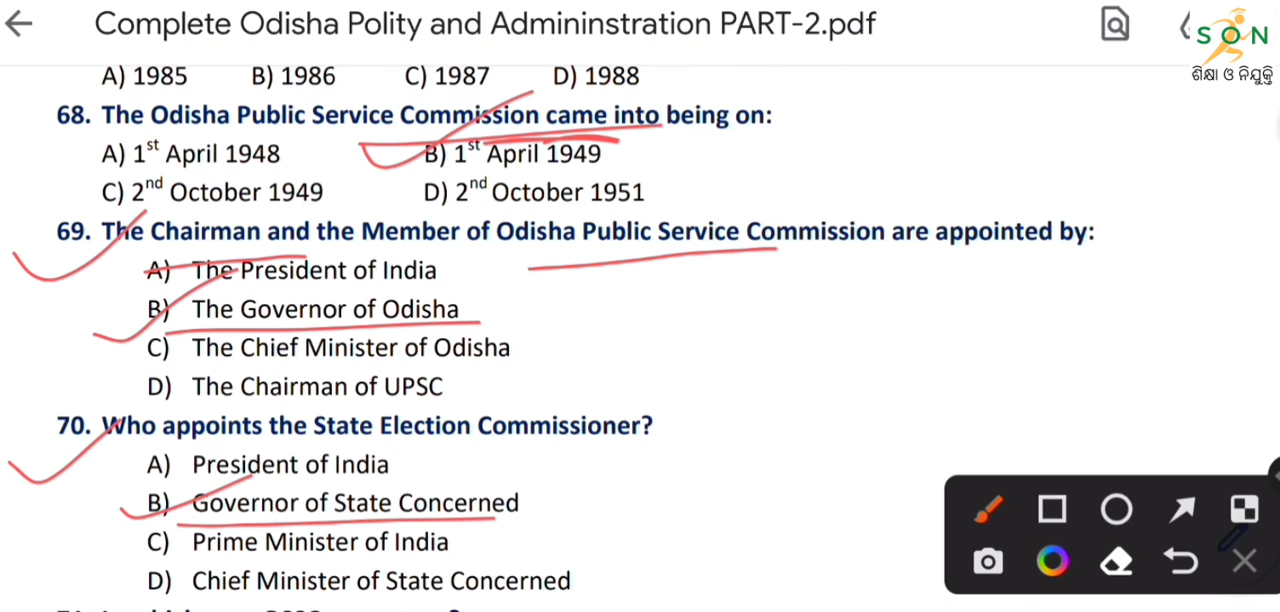 Complete Odisha Polity and Admininstration PART-2.pdf
SON
ଶିକ୍ଷା ଓ ନିଯୁକ୍ତି
A) 1985 B) 1986 C) 1987 D) 1988
68. The Odisha Public Service Commission came into being on:
A) 1st April 1948 B) 1st April 1949
C) 2nd October 1949 D) 2nd October 1951
69. The Chairman and the Member of Odisha Public Service Commission are appointed by:
A) The President of India
B) The Governor of Odisha
C) The Chief Minister of Odisha
D) The Chairman of UPSC
70. Who appoints the State Election Commissioner?
A) President of India
B) Governor of State Concerned
C) Prime Minister of India
D) Chief Minister of State Concerned